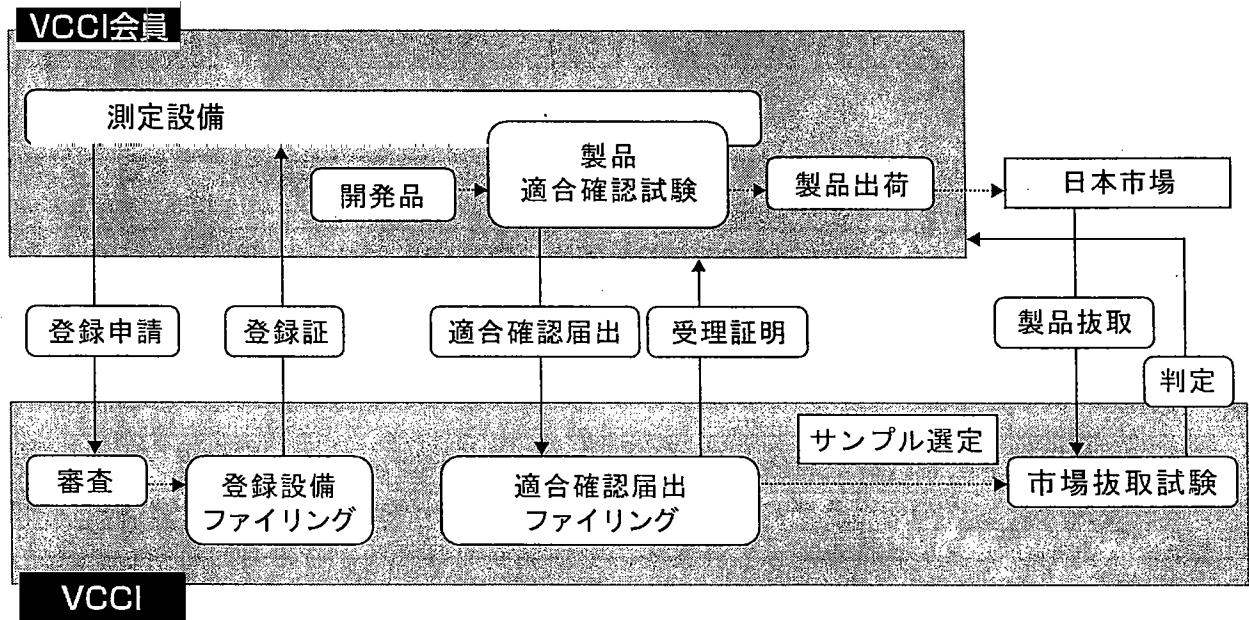 VCCI会員
測定設備
製品
適合確認試験
開発品
製品出荷
日本市場
登録申請
登録証
適合確認届出
受理証明
製品抜取
判定
サンプル選定
審査
登録設備
ファイリング
適合確認届出
ファイリング
市場抜取試験
VCCI